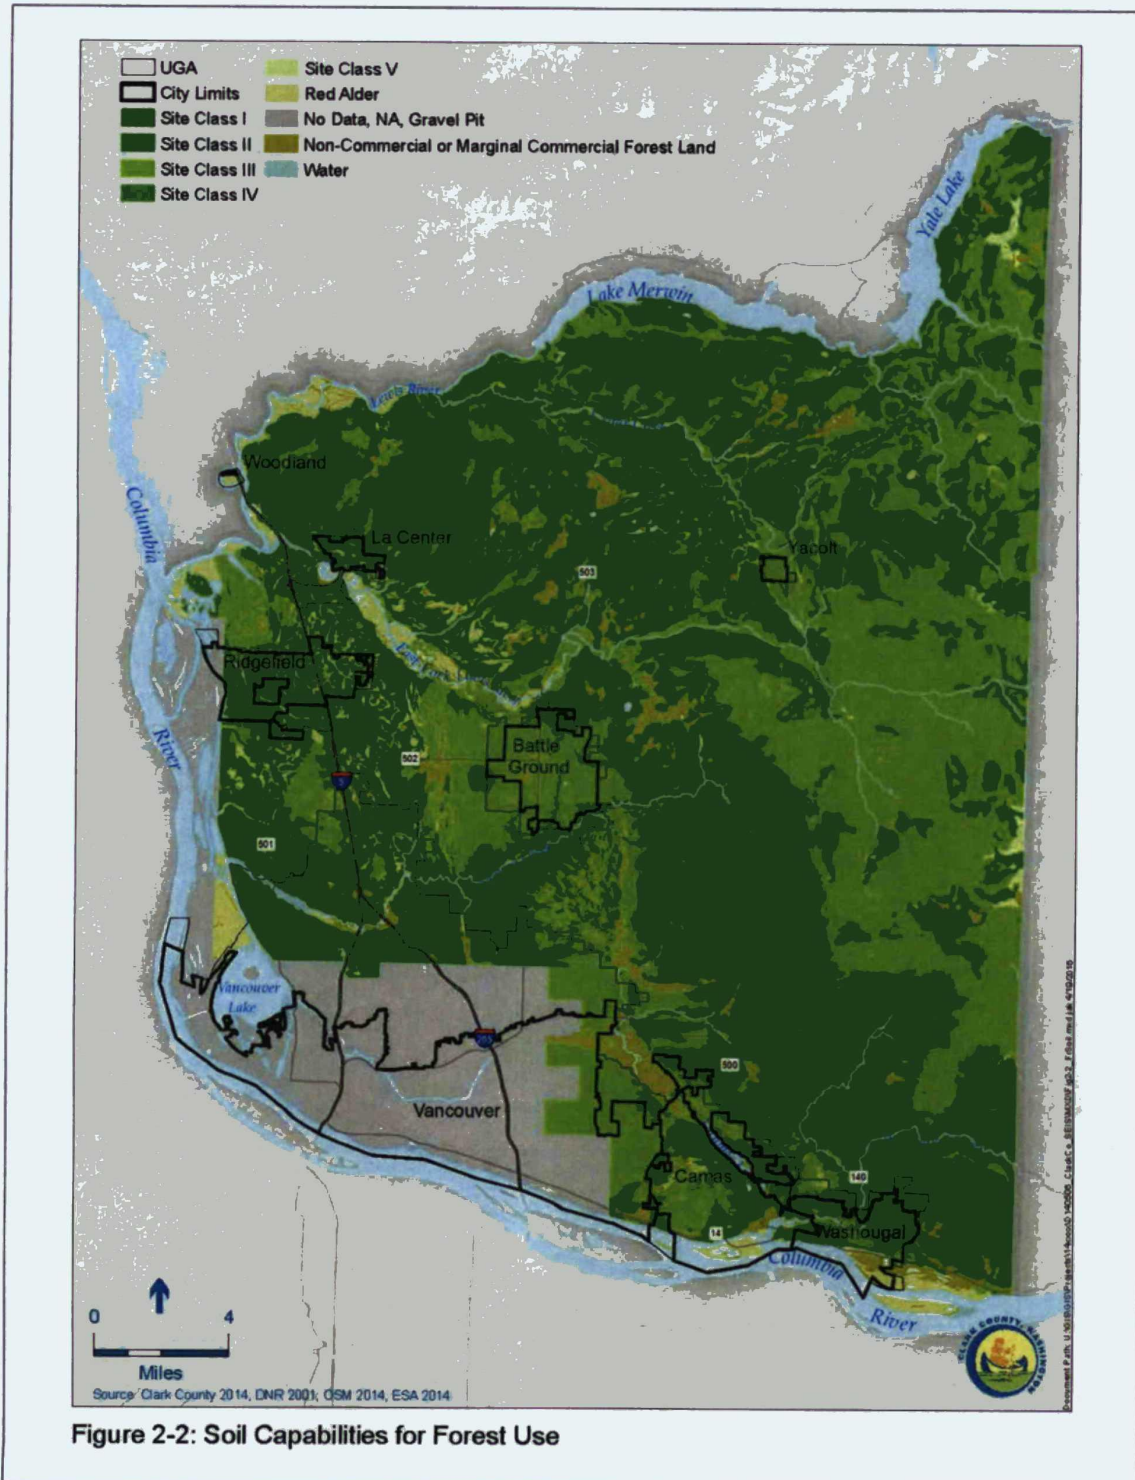 UGA
City Limits
Site Class I
Site Class II
Site Class III
Site Class IV
Site Class V
Red Alder
No Data, NA, Gravel Pit
Non-Commercial or Marginal Commercial Forest Land
Water
Yale Lake
Lake Merwin
Lewis River
Woodland
Columbia
La Center
Yacolt
503
Ridgefield
River
Battle
Ground
502
5
501
Vancouver
Lake
500
Vancouver
Camas
140
14
Washougal
Columbia
River
0 4
Miles
CLARK COUNTY, WASHINGTON
Source: Clark County 2014, DNR 2001, OSM 2014, ESA 2014
Figure 2-2: Soil Capabilities for Forest Use